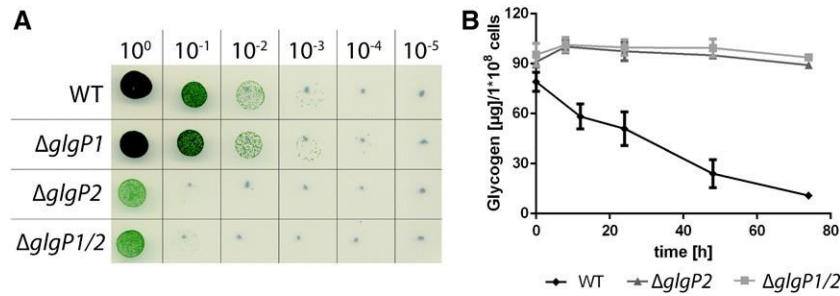 A
10⁰ 10⁻¹ 10⁻² 10⁻³ 10⁻⁴ 10⁻⁵
WT
ΔglgP1
ΔglgP2
ΔglgP1/2
B
Glycogen [µg]/1*10⁸ cells
120
90
60
30
0
0 20 40 60 80
time [h]
WT ΔglgP2 ΔglgP1/2